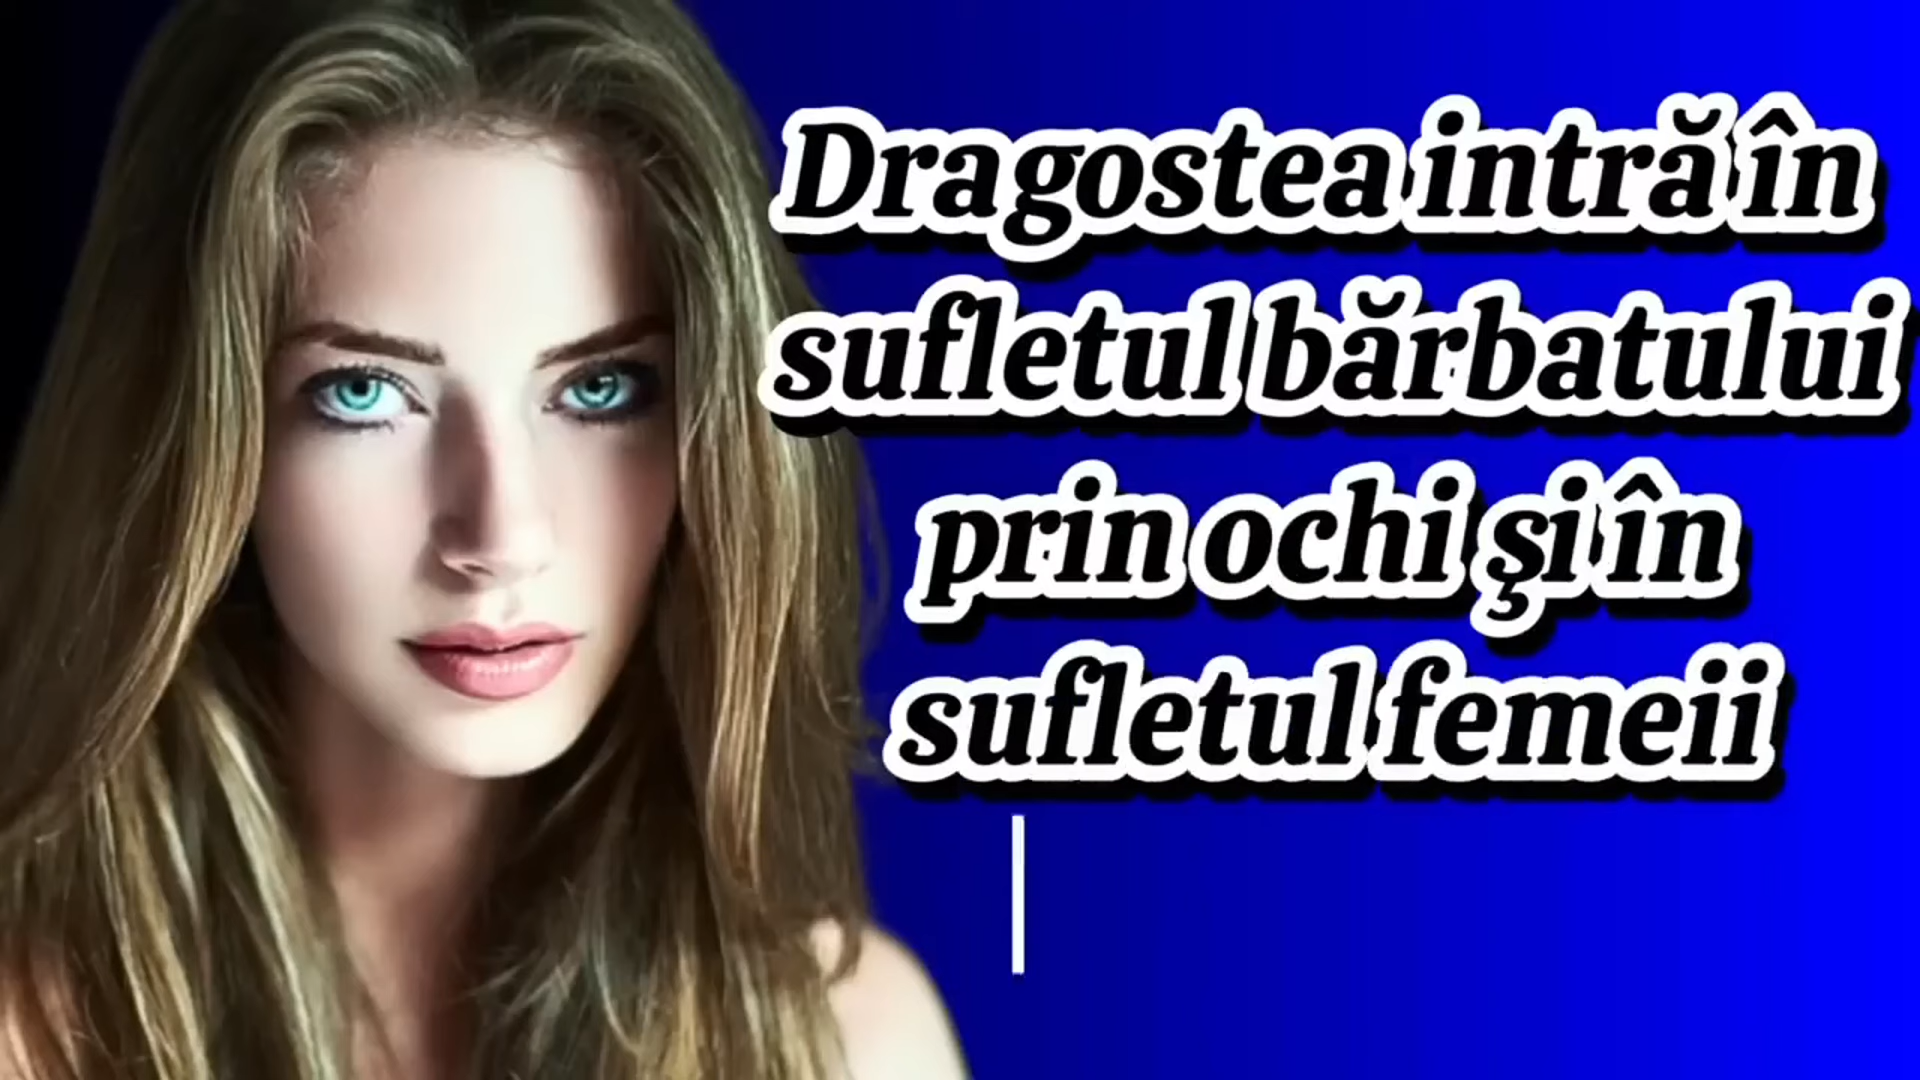 Dragostea intră în
sufletul bărbatului
prin ochi şi în
sufletul femeii